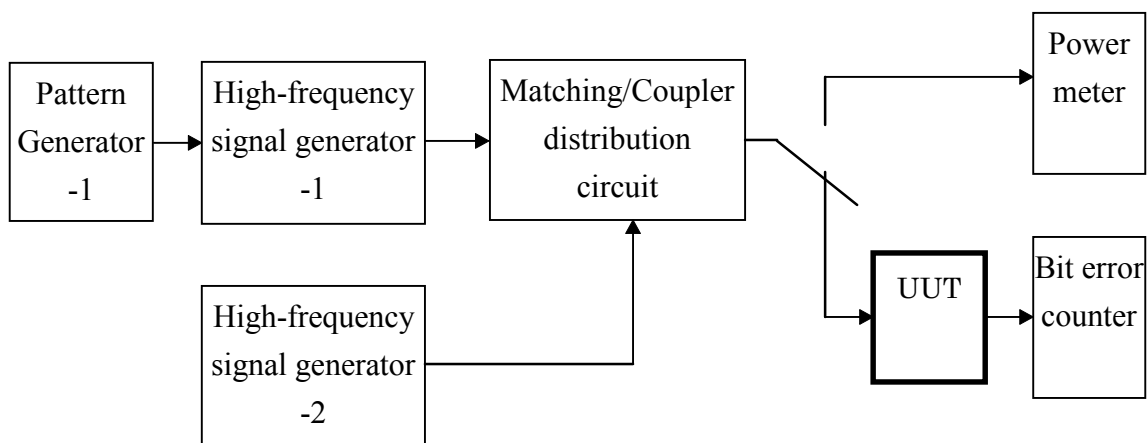 Pattern
Generator
-1
High-frequency
signal generator
-1
Matching/Coupler
distribution
circuit
Power
meter
High-frequency
signal generator
-2
UUT
Bit error
counter